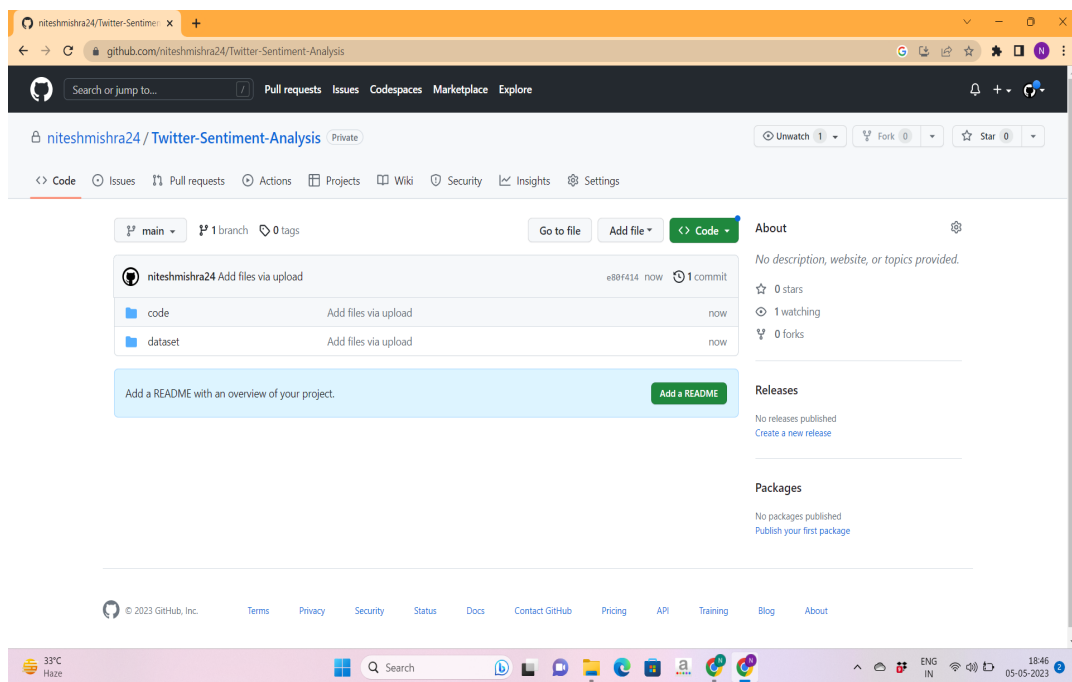 niteshmishra24/Twitter-Sentimen
github.com/niteshmishra24/Twitter-Sentiment-Analysis
G
N
Search or jump to...
/
Pull requests Issues Codespaces Marketplace Explore
niteshmishra24 / Twitter-Sentiment-Analysis Private
Unwatch 1
Fork 0
Star 0
<> Code Issues Pull requests Actions Projects Wiki Security Insights Settings
main 1 branch 0 tags
Go to file Add file <> Code
niteshmishra24 Add files via upload e80f414 now 1 commit
code Add files via upload now
dataset Add files via upload now
Add a README with an overview of your project. Add a README
About
No description, website, or topics provided.
0 stars
1 watching
0 forks
Releases
No releases published
Create a new release
Packages
No packages published
Publish your first package
© 2023 GitHub, Inc. Terms Privacy Security Status Docs Contact GitHub Pricing API Training Blog About
33°C
Haze
Search
b
a
N
N
ENG
IN
18:46
05-05-2023
2